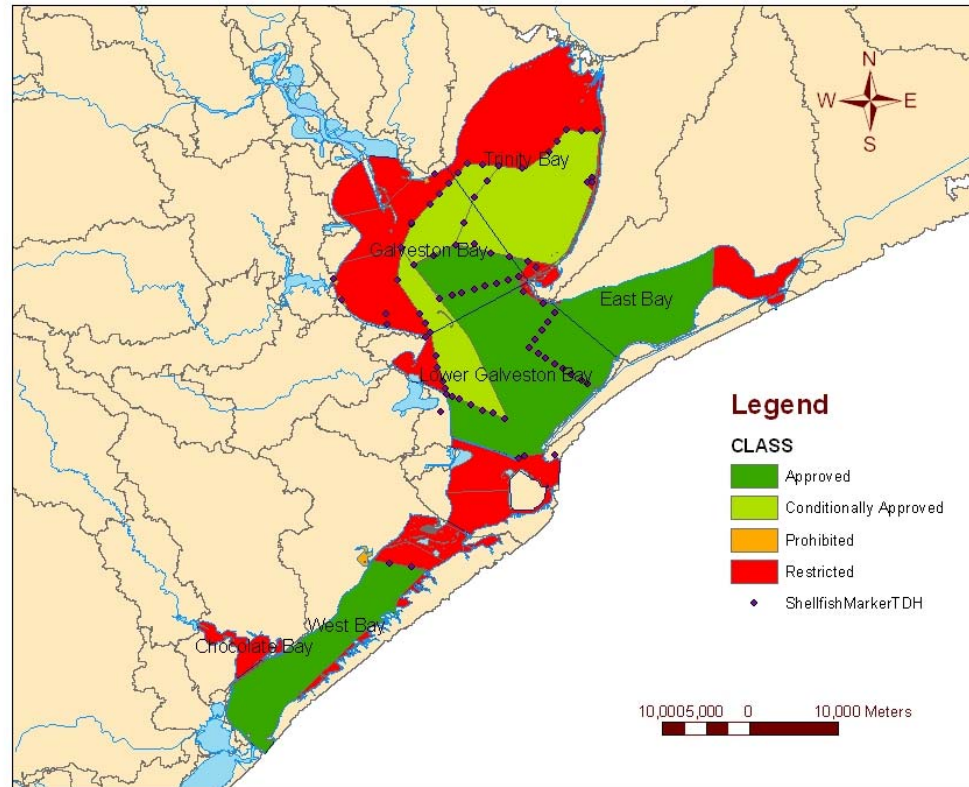 N
W E
S
Trinity Bay
Galveston Bay
East Bay
Lower Galveston Bay
West Bay
Chocolate Bay
Legend
CLASS
Approved
Conditionally Approved
Prohibited
Restricted
ShellfishMarkerTDH
10,0005,000 0 10,000 Meters